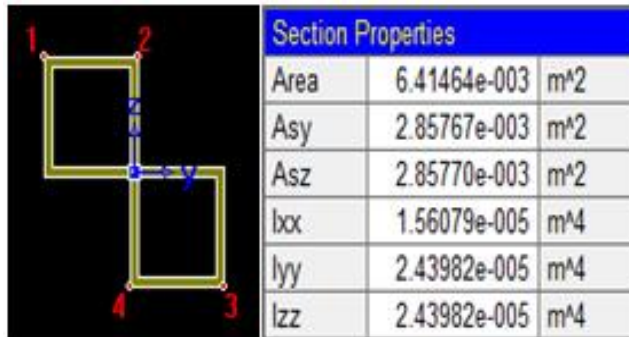 1 2
z
y
4 3
Section Properties
Area 6.41464e-003 m^2
Asy 2.85767e-003 m^2
Asz 2.85770e-003 m^2
Ixx 1.56079e-005 m^4
Iyy 2.43982e-005 m^4
Izz 2.43982e-005 m^4